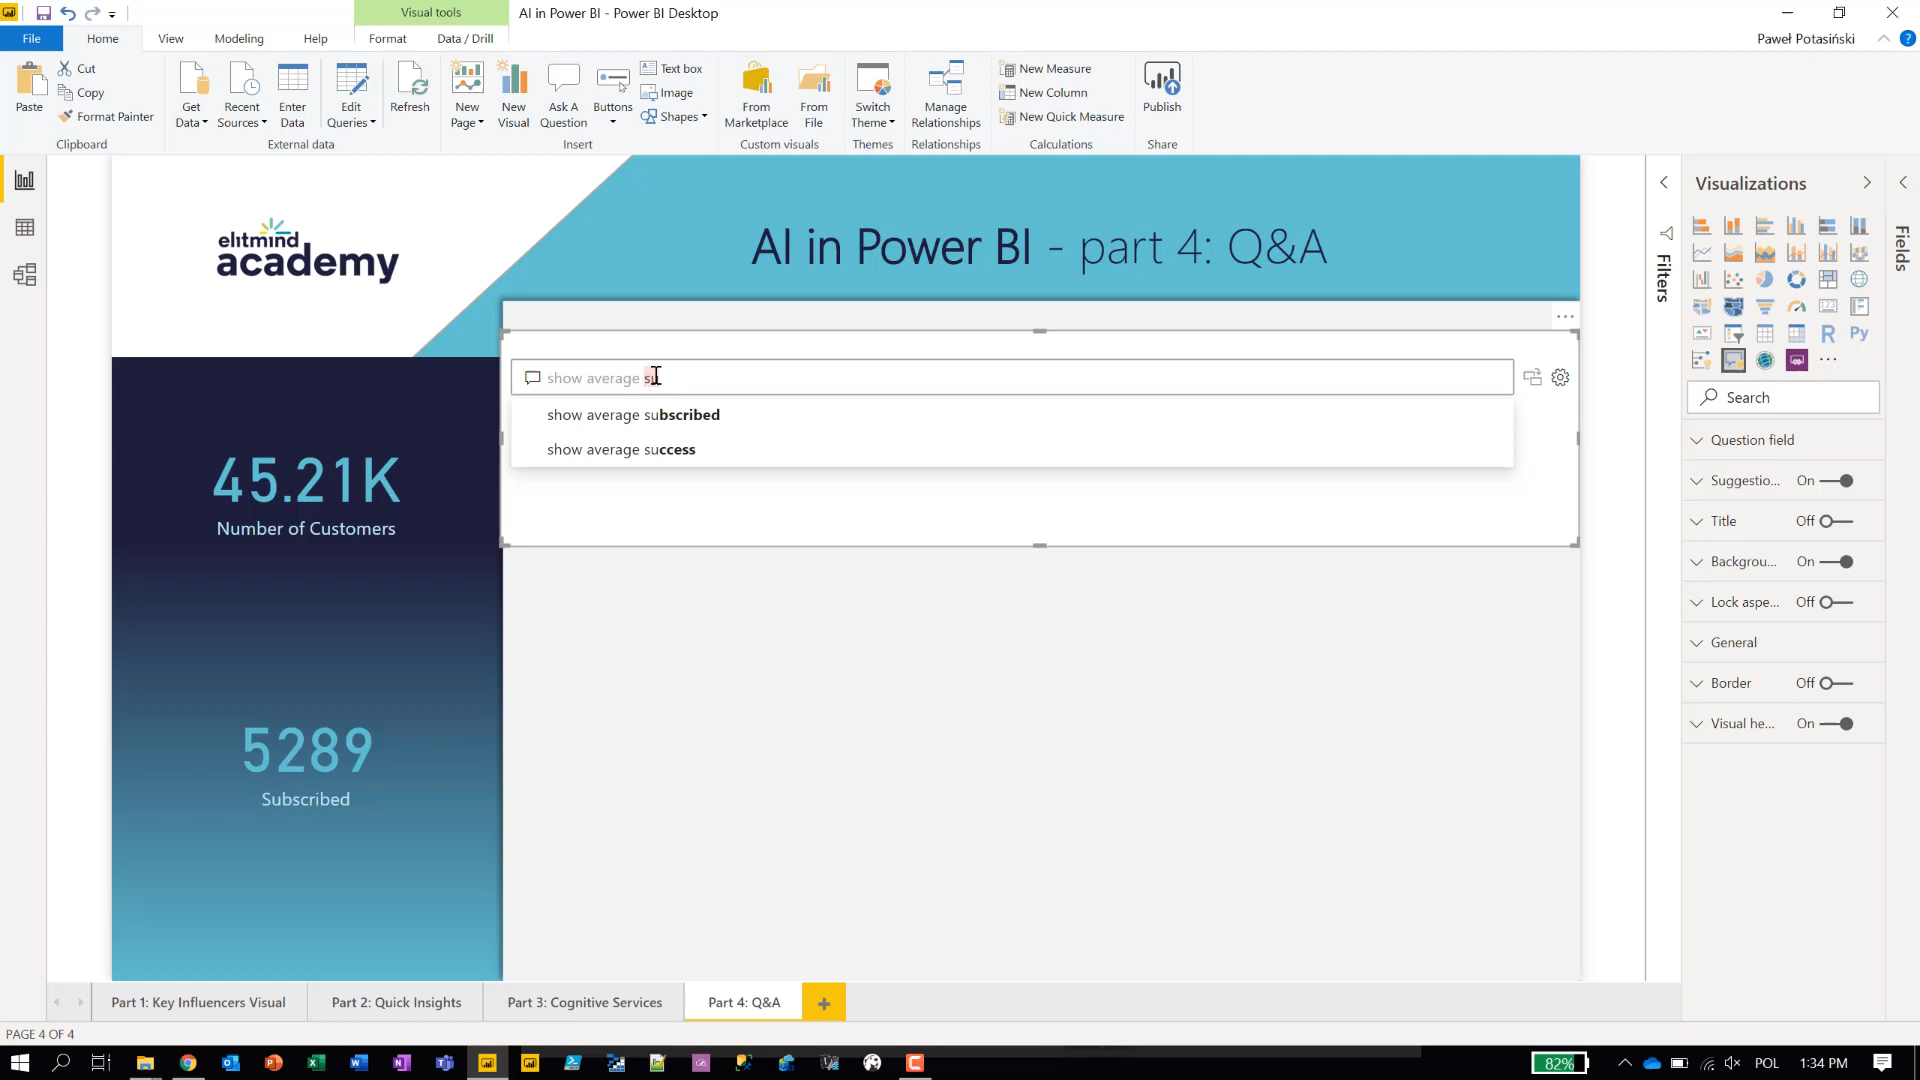 Visual tools
AI in Power BI - Power BI Desktop
File
Home
View
Modeling
Help
Format
Data / Drill
Paweł Potasiński
Paste
Cut
Copy
Format Painter
Clipboard
Get Data
Recent Sources
Enter Data
Edit Queries
Refresh
External data
New Page
New Visual
Ask A Question
Buttons
Text box
Image
Shapes
Insert
From Marketplace
From File
Custom visuals
Switch Theme
Themes
Manage Relationships
Relationships
New Measure
New Column
New Quick Measure
Calculations
Publish
Share
elitmind
academy
AI in Power BI - part 4: Q&A
show average su
show average subscribed
show average success
45.21K
Number of Customers
5289
Subscribed
Filters
Visualizations
R
Py
Search
Question field
Suggestio... On
Title Off
Backgrou... On
Lock aspe... Off
General
Border Off
Visual he... On
Fields
Part 1: Key Influencers Visual
Part 2: Quick Insights
Part 3: Cognitive Services
Part 4: Q&A
PAGE 4 OF 4
82%
POL
1:34 PM